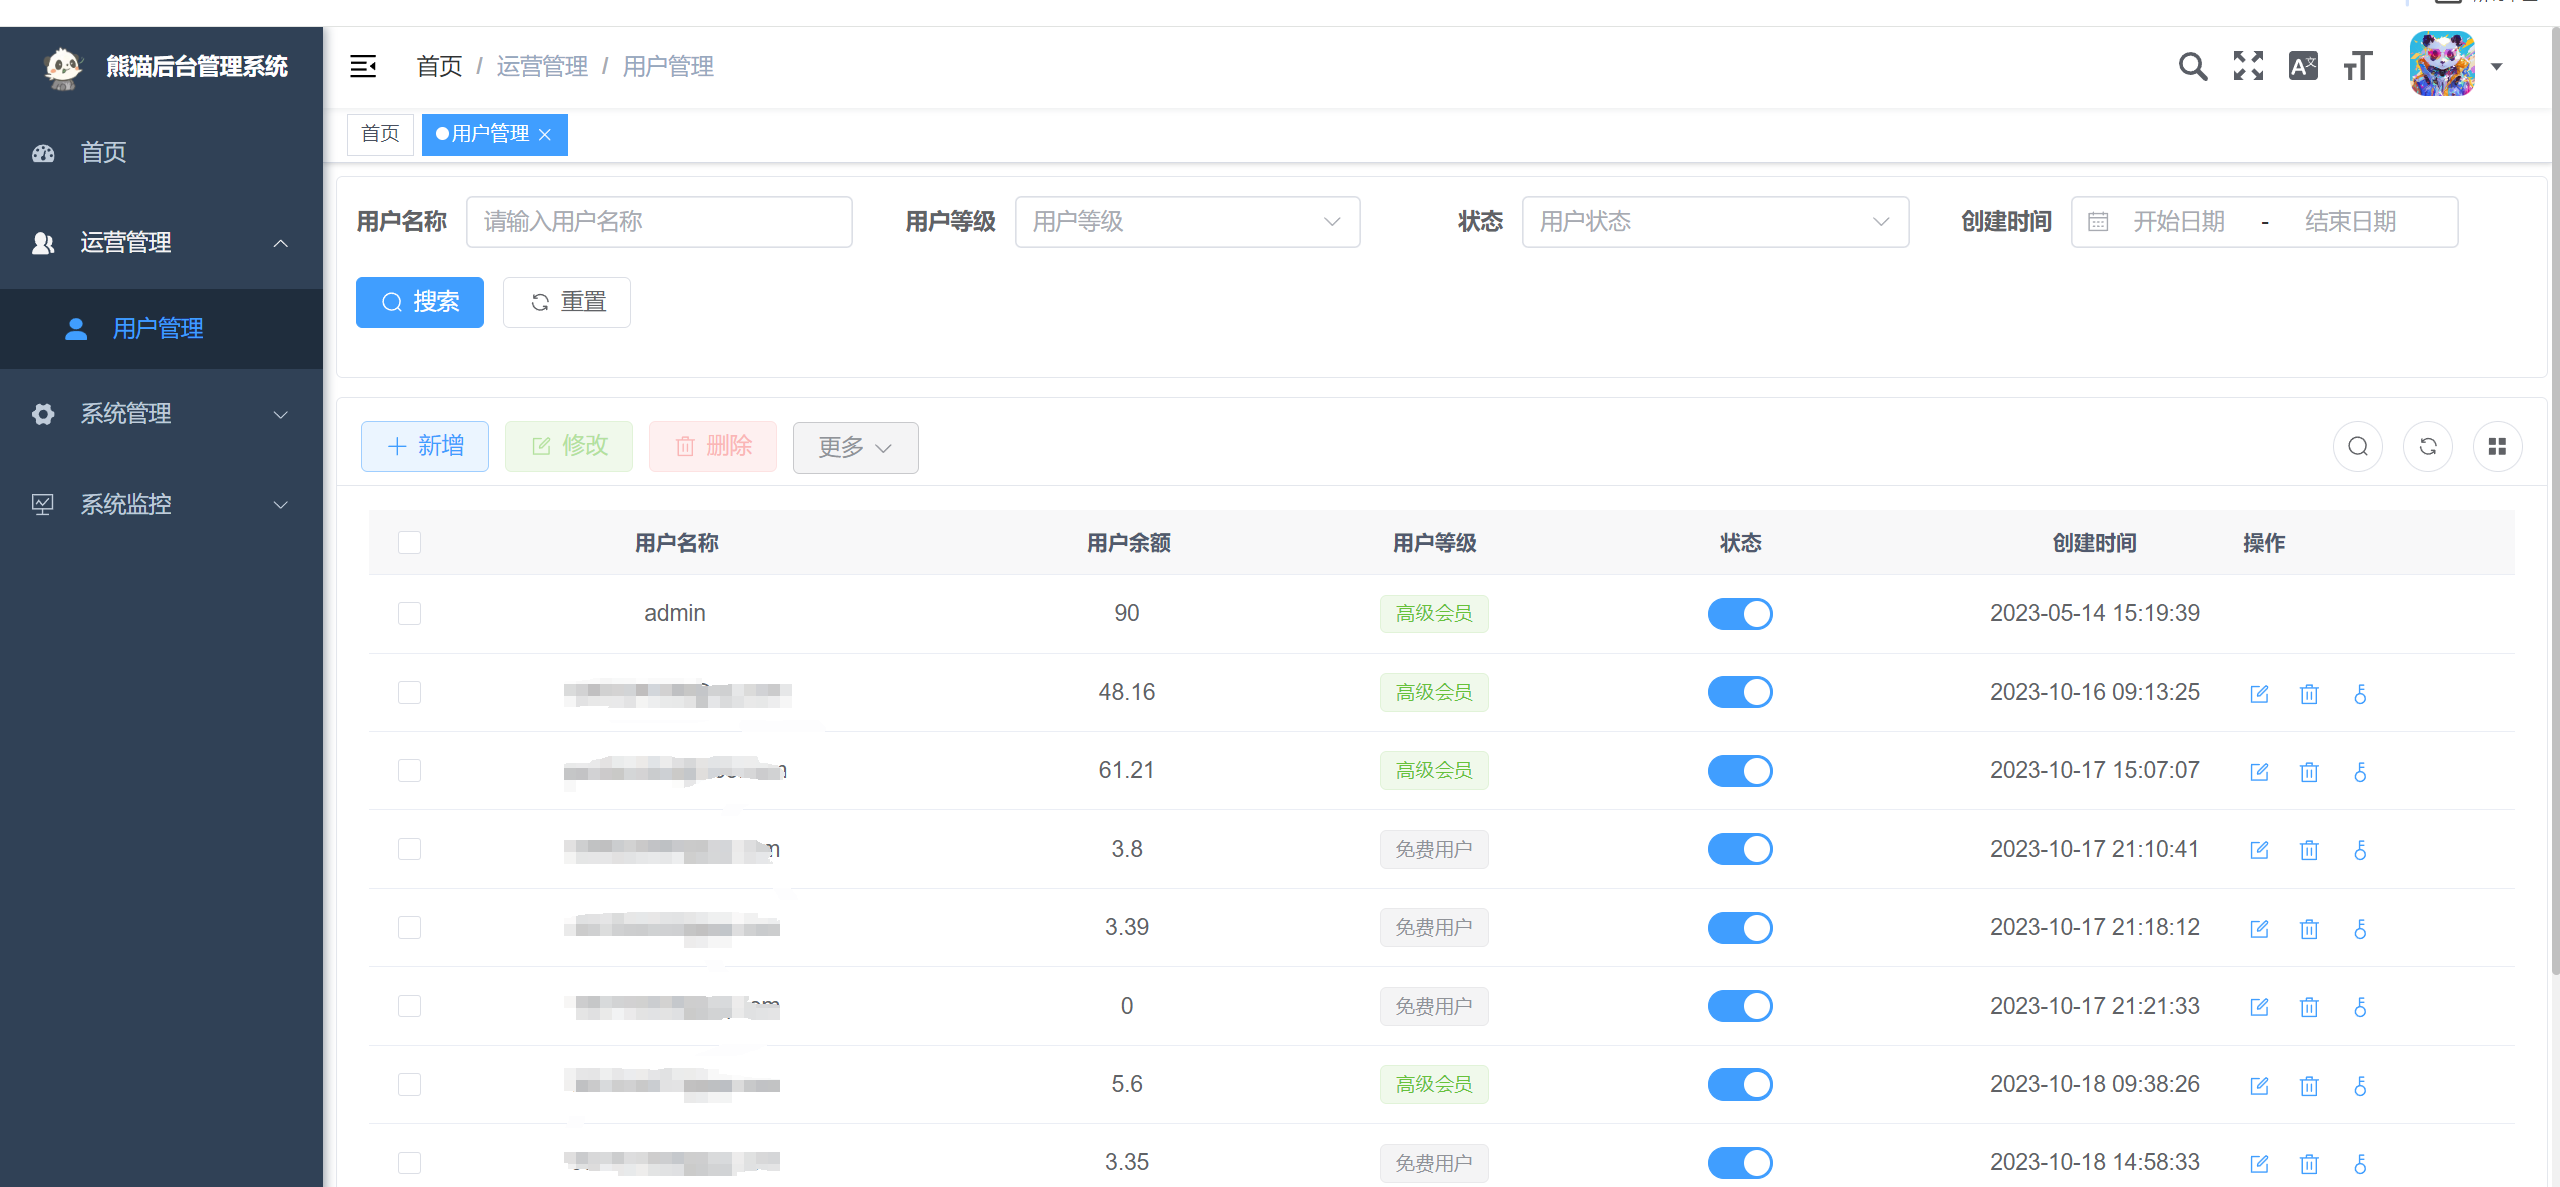 熊猫后台管理系统
首页 / 运营管理 / 用户管理
首页
用户管理
首页
运营管理
用户管理
系统管理
系统监控
用户名称 请输入用户名称 用户等级 用户等级 状态 用户状态 创建时间 开始日期 - 结束日期
搜索 重置
新增 修改 删除 更多
用户名称 用户余额 用户等级 状态 创建时间 操作
admin 90 高级会员 2023-05-14 15:19:39
48.16 高级会员 2023-10-16 09:13:25
61.21 高级会员 2023-10-17 15:07:07
3.8 免费用户 2023-10-17 21:10:41
3.39 免费用户 2023-10-17 21:18:12
0 免费用户 2023-10-17 21:21:33
5.6 高级会员 2023-10-18 09:38:26
3.35 免费用户 2023-10-18 14:58:33